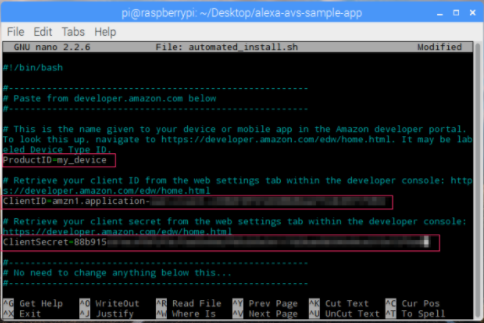 pi@raspberrypi: ~/Desktop/alexa-avs-sample-app
File Edit Tabs Help
GNU nano 2.2.6 File: automated_install.sh Modified
#!/bin/bash
#-------------------------------------------------------
# Paste from developer.amazon.com below
#-------------------------------------------------------
# This is the name given to your device or mobile app in the Amazon developer portal.
To look this up, navigate to https://developer.amazon.com/edw/home.html. It may be lab
eled Device Type ID.
ProductID=my_device
# Retrieve your client ID from the web settings tab within the developer console: http
s://developer.amazon.com/edw/home.html
ClientID=amzn1.application-
# Retrieve your client secret from the web settings tab within the developer console:
https://developer.amazon.com/edw/home.html
ClientSecret=88b915
#-------------------------------------------------------
# No need to change anything below this...
#-------------------------------------------------------
^G Get Help ^O WriteOut ^R Read File ^Y Prev Page ^K Cut Text ^C Cur Pos
^X Exit ^J Justify ^W Where Is ^V Next Page ^U UnCut Text ^T To Spell